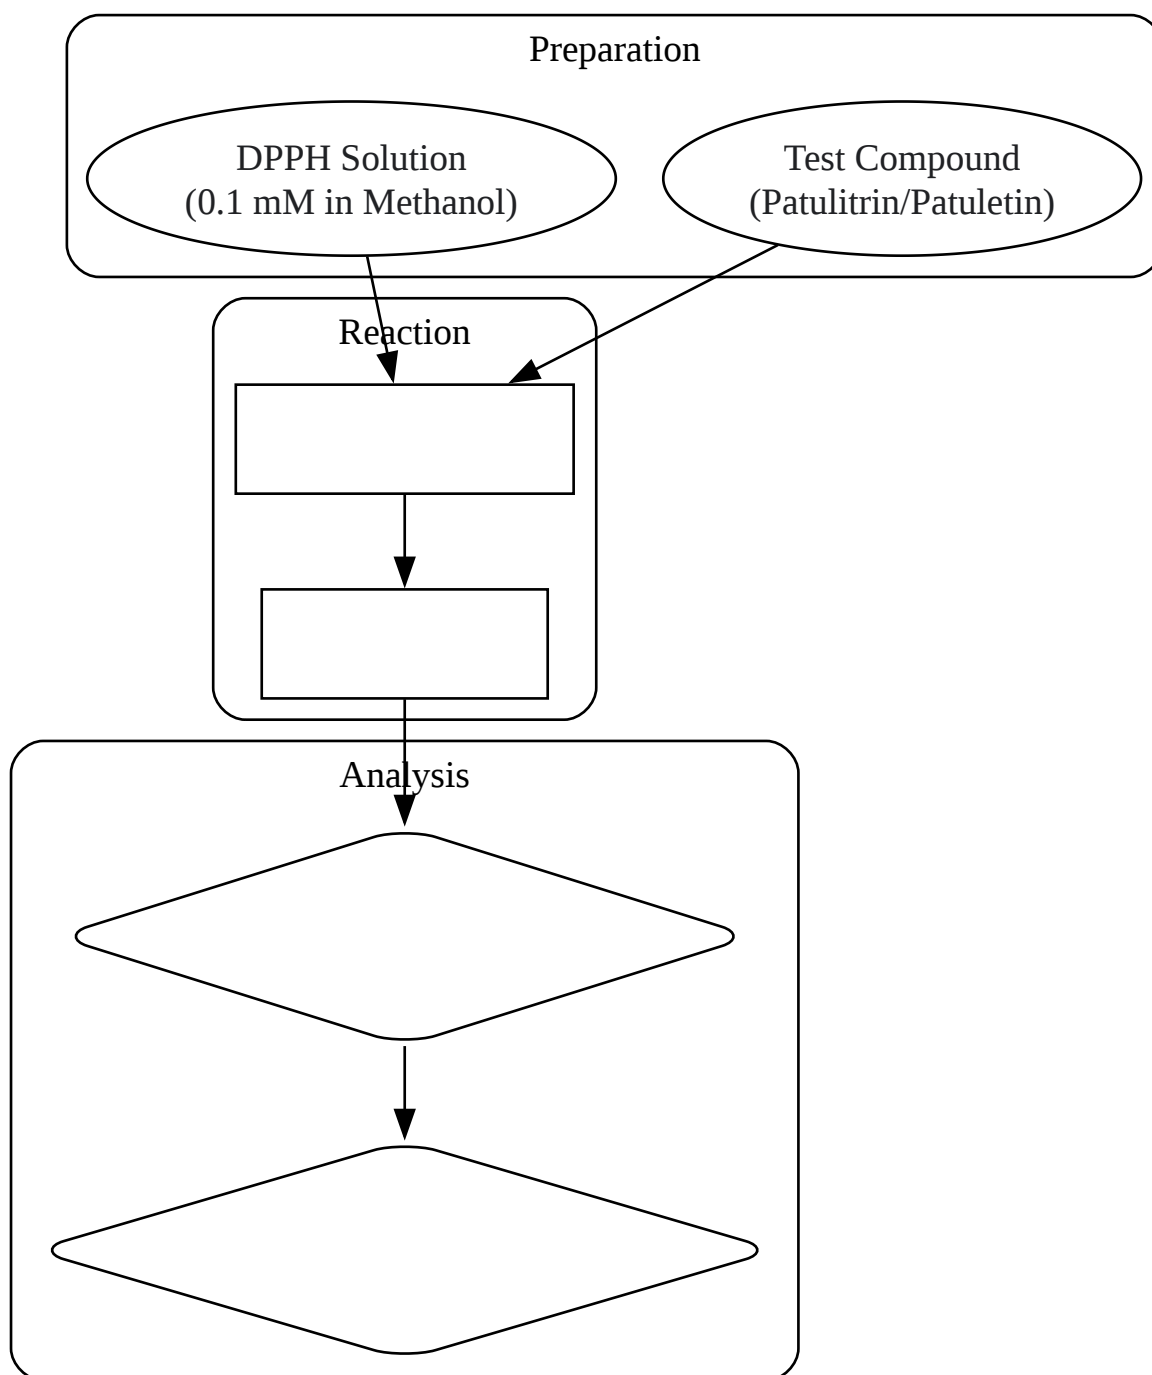 Preparation
DPPH Solution
(0.1 mM in Methanol)
Test Compound
(Patulitrin/Patuletin)
Reaction
Analysis